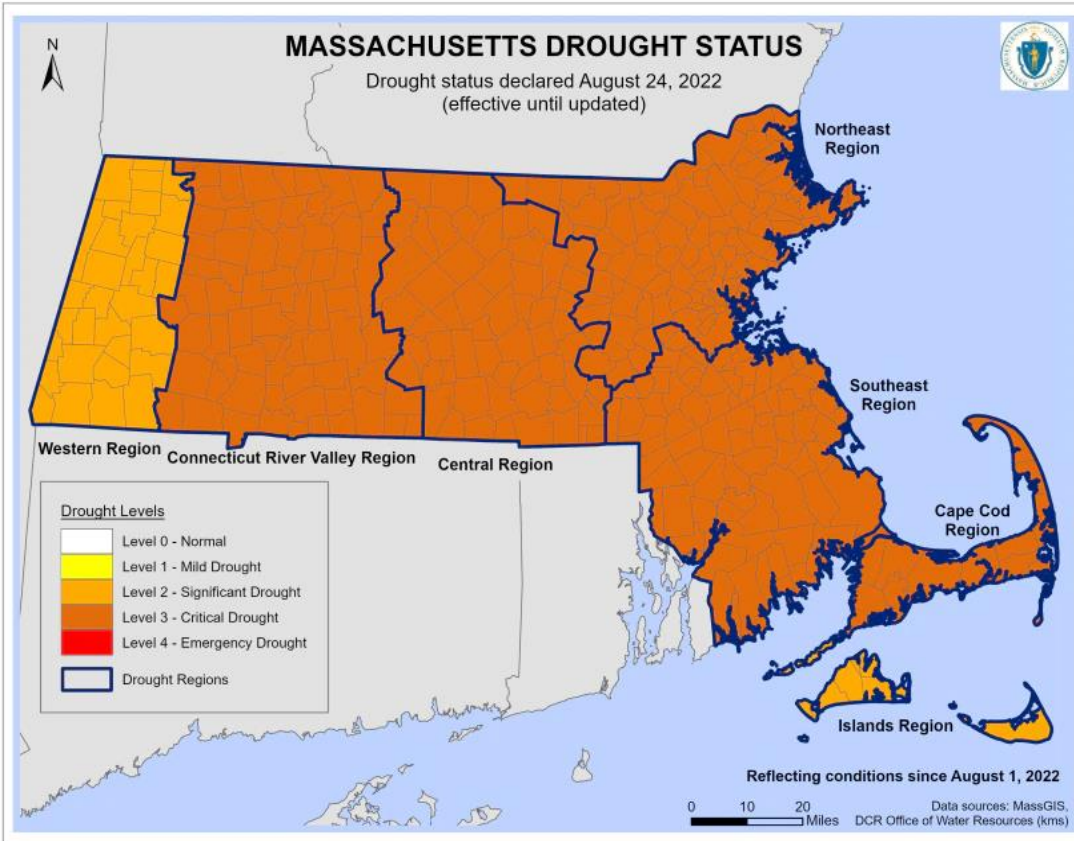 N
MASSACHUSETTS DROUGHT STATUS
Drought status declared August 24, 2022
(effective until updated)
Northeast
Region
Southeast
Region
Cape Cod
Region
Western Region
Connecticut River Valley Region
Central Region
Islands Region
Drought Levels
Level 0 - Normal
Level 1 - Mild Drought
Level 2 - Significant Drought
Level 3 - Critical Drought
Level 4 - Emergency Drought
Drought Regions
Reflecting conditions since August 1, 2022
0 10 20
Miles
Data sources: MassGIS,
DCR Office of Water Resources (kms)